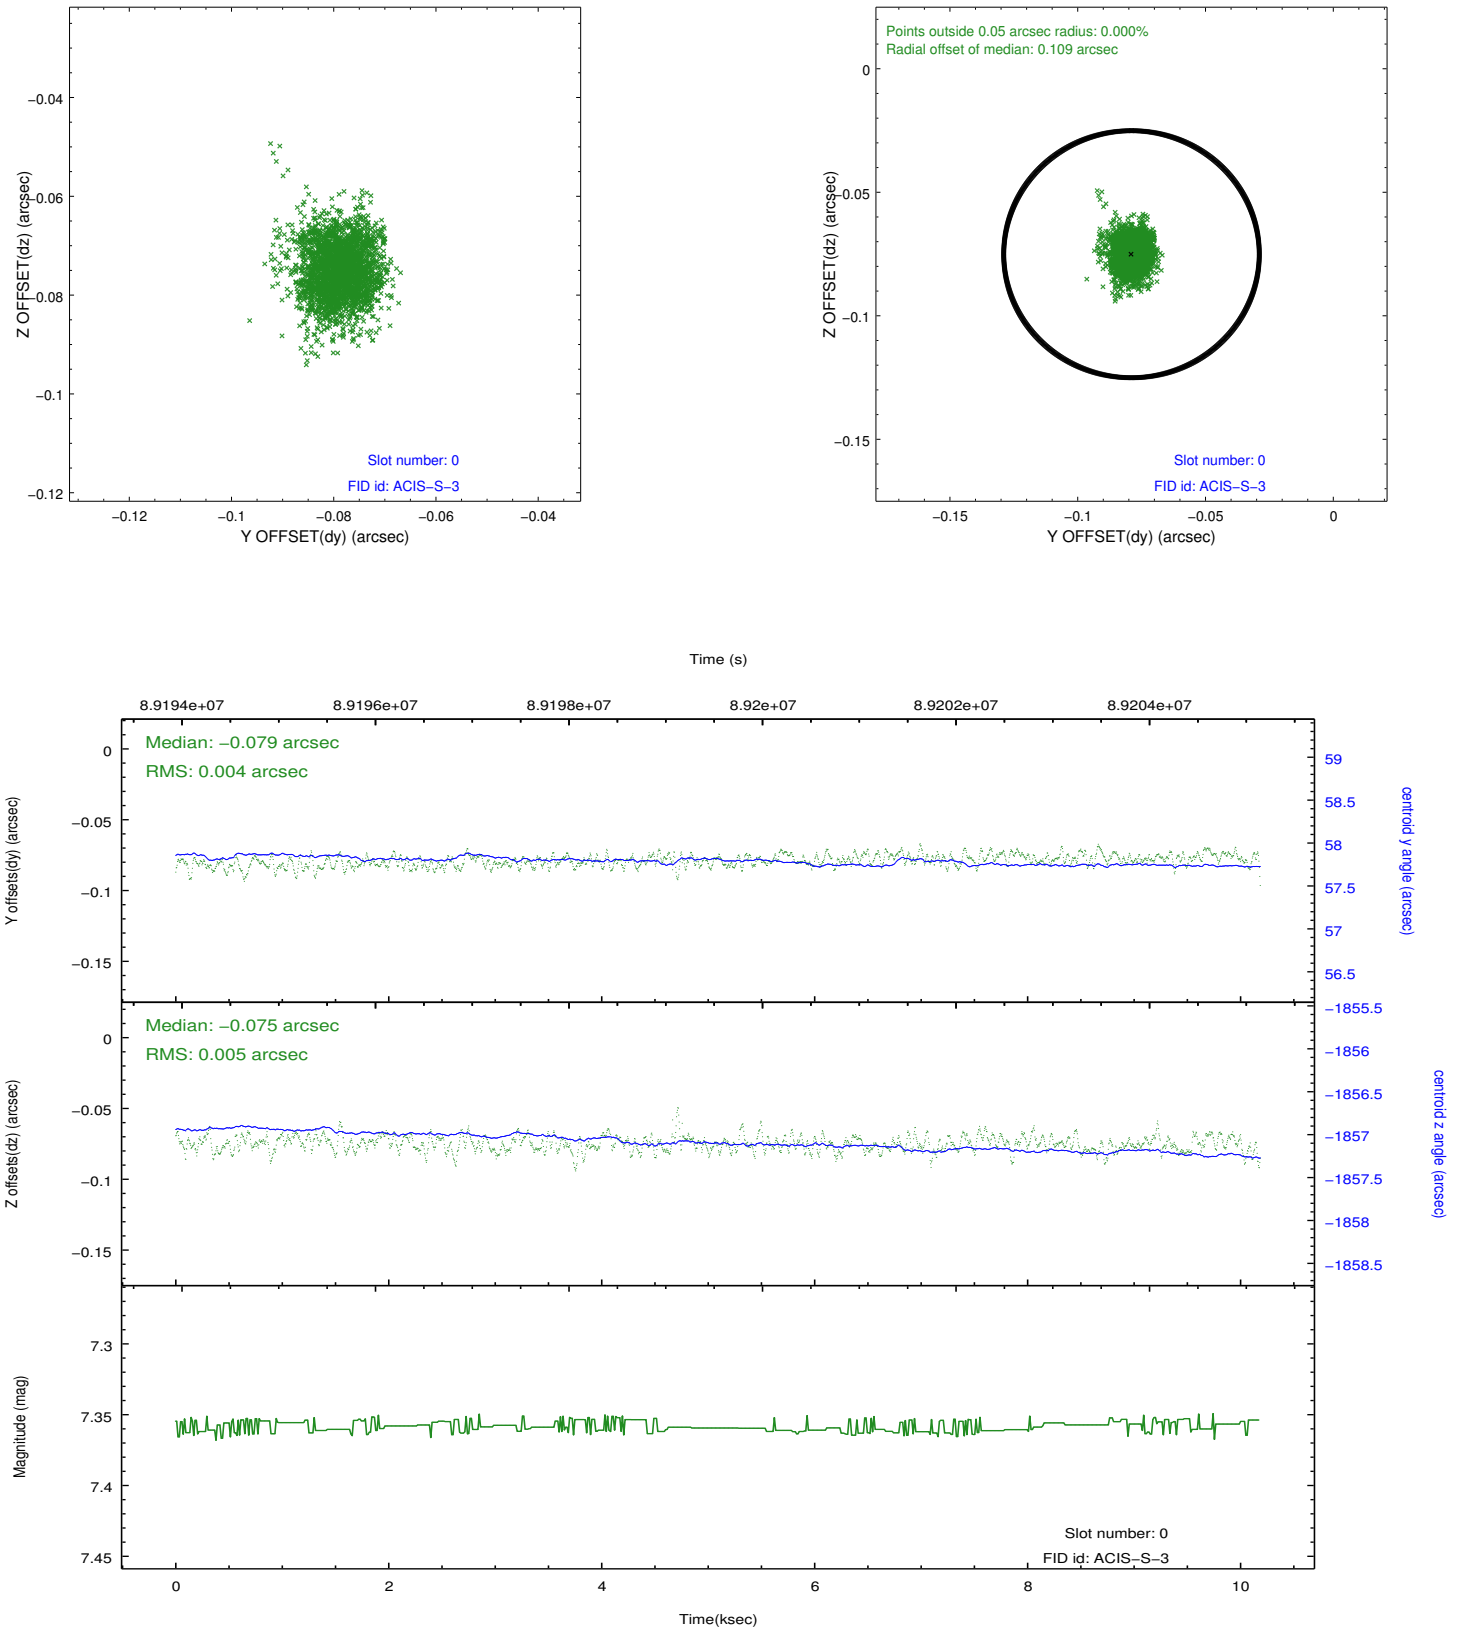 −0.04
−0.06
−0.08
−0.1
−0.12
Z OFFSET(dz) (arcsec)
Slot number: 0
FID id: ACIS−S−3
−0.12 −0.1 −0.08 −0.06 −0.04
Y OFFSET(dy) (arcsec)
Points outside 0.05 arcsec radius: 0.000%
Radial offset of median: 0.109 arcsec
0
−0.05
−0.1
−0.15
Z OFFSET(dz) (arcsec)
Slot number: 0
FID id: ACIS−S−3
−0.15 −0.1 −0.05 0
Y OFFSET(dy) (arcsec)
Time (s)
8.9194e+07 8.9196e+07 8.9198e+07 8.92e+07 8.9202e+07 8.9204e+07
Median: −0.079 arcsec
RMS: 0.004 arcsec
0
−0.05
−0.1
−0.15
Y offsets(dy) (arcsec)
59
58.5
58
57.5
57
56.5
centroid y angle (arcsec)
Median: −0.075 arcsec
RMS: 0.005 arcsec
0
−0.05
−0.1
−0.15
Z offsets(dz) (arcsec)
−1855.5
−1856
−1856.5
−1857
−1857.5
−1858
−1858.5
centroid z angle (arcsec)
7.3
7.35
7.4
7.45
Magnitude (mag)
Slot number: 0
FID id: ACIS−S−3
0 2 4 6 8 10
Time(ksec)